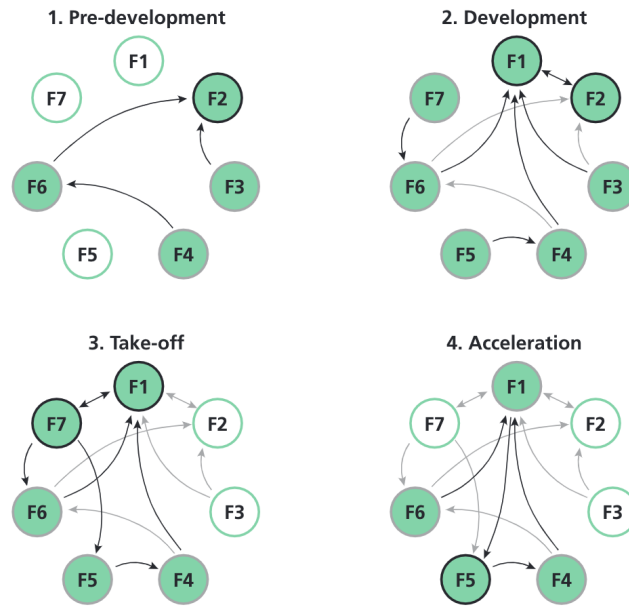 1. Pre-development
F1
F7
F2
F6
F3
F5
F4
2. Development
F1
F7
F2
F6
F3
F5
F4
3. Take-off
F1
F7
F2
F6
F3
F5
F4
4. Acceleration
F1
F7
F2
F6
F3
F5
F4